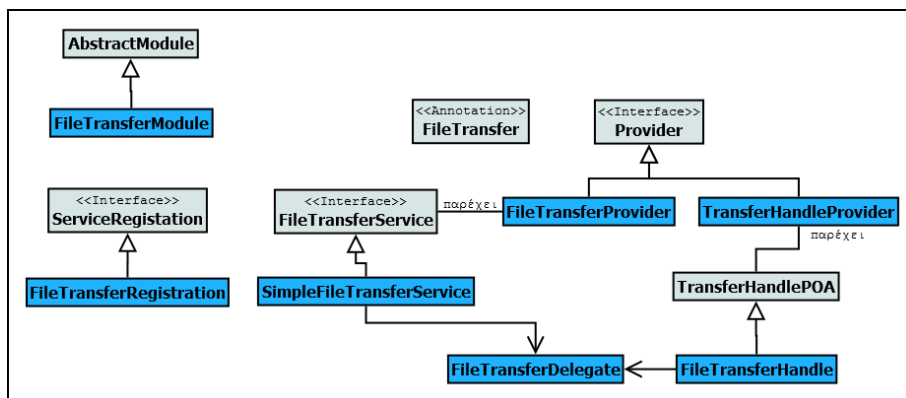 AbstractModule
FileTransferModule
<<Annotation>>
FileTransfer
<<Interface>>
Provider
<<Interface>>
ServiceRegistation
<<Interface>>
FileTransferService
παρέχει
FileTransferProvider
TransferHandleProvider
παρέχει
FileTransferRegistration
SimpleFileTransferService
TransferHandlePOA
FileTransferDelegate
FileTransferHandle